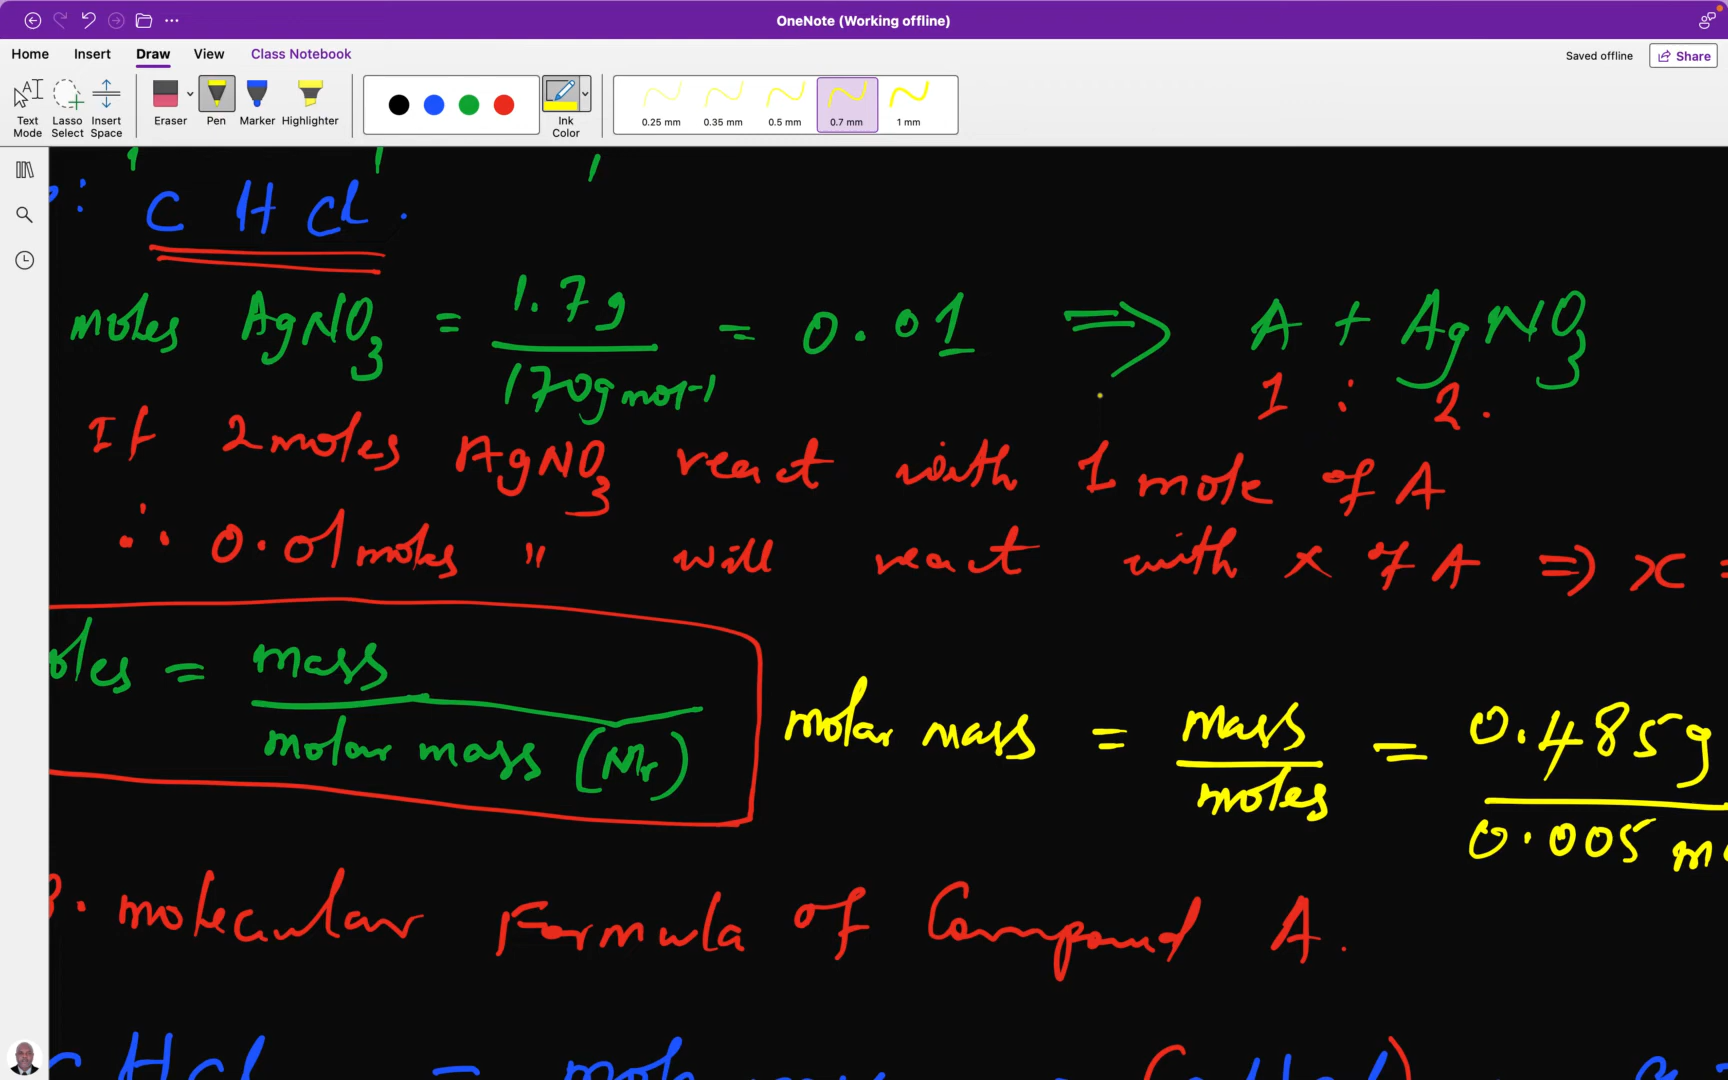 OneNote (Working offline)
Home Insert Draw View Class Notebook
Saved offline Share
Text Mode Lasso Select Insert Space Eraser Pen Marker Highlighter Ink Color 0.25 mm 0.35 mm 0.5 mm 0.7 mm 1 mm
: C H Cl .
moles AgNO3 = 1.7g / 170g mol-1 = 0.01 ⇒ A + AgNO3
1 : 2.
If 2 moles AgNO3 react with 1 mole of A
∴ 0.01 moles " will react with x of A ⇒ x =
oles = mass / molar mass (Mr)
molar mass = mass / moles = 0.485g / 0.005 m
. molecular Formula of Compound A.